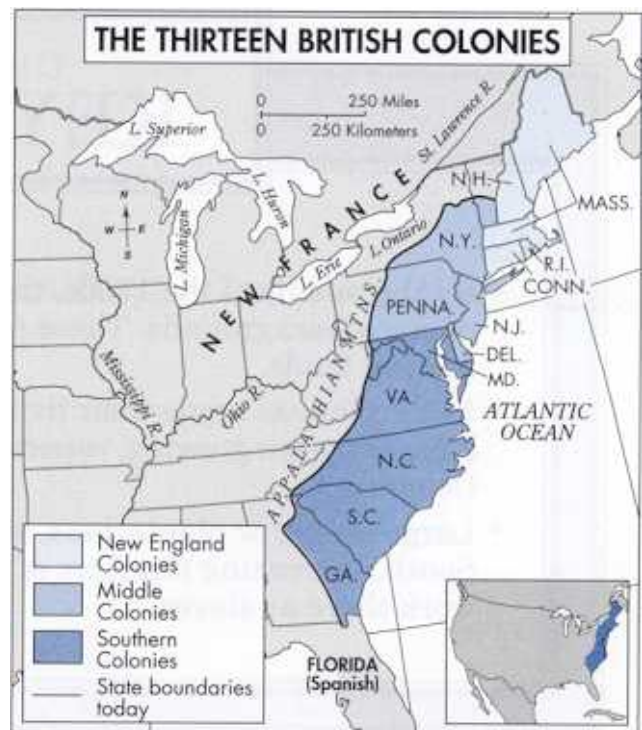 THE THIRTEEN BRITISH COLONIES
0 250 Miles
0 250 Kilometers
L. Superior
St. Lawrence R.
N
W E
S
L. Michigan
L. Huron
NEW FRANCE
L. Ontario
L. Erie
N.H.
MASS.
N.Y.
R.I.
CONN.
PENNA.
N.J.
DEL.
MD.
APPALACHIAN MTNS.
Mississippi R.
Ohio R.
VA.
ATLANTIC
OCEAN
N.C.
S.C.
GA.
New England
Colonies
Middle
Colonies
Southern
Colonies
State boundaries
today
FLORIDA
(Spanish)